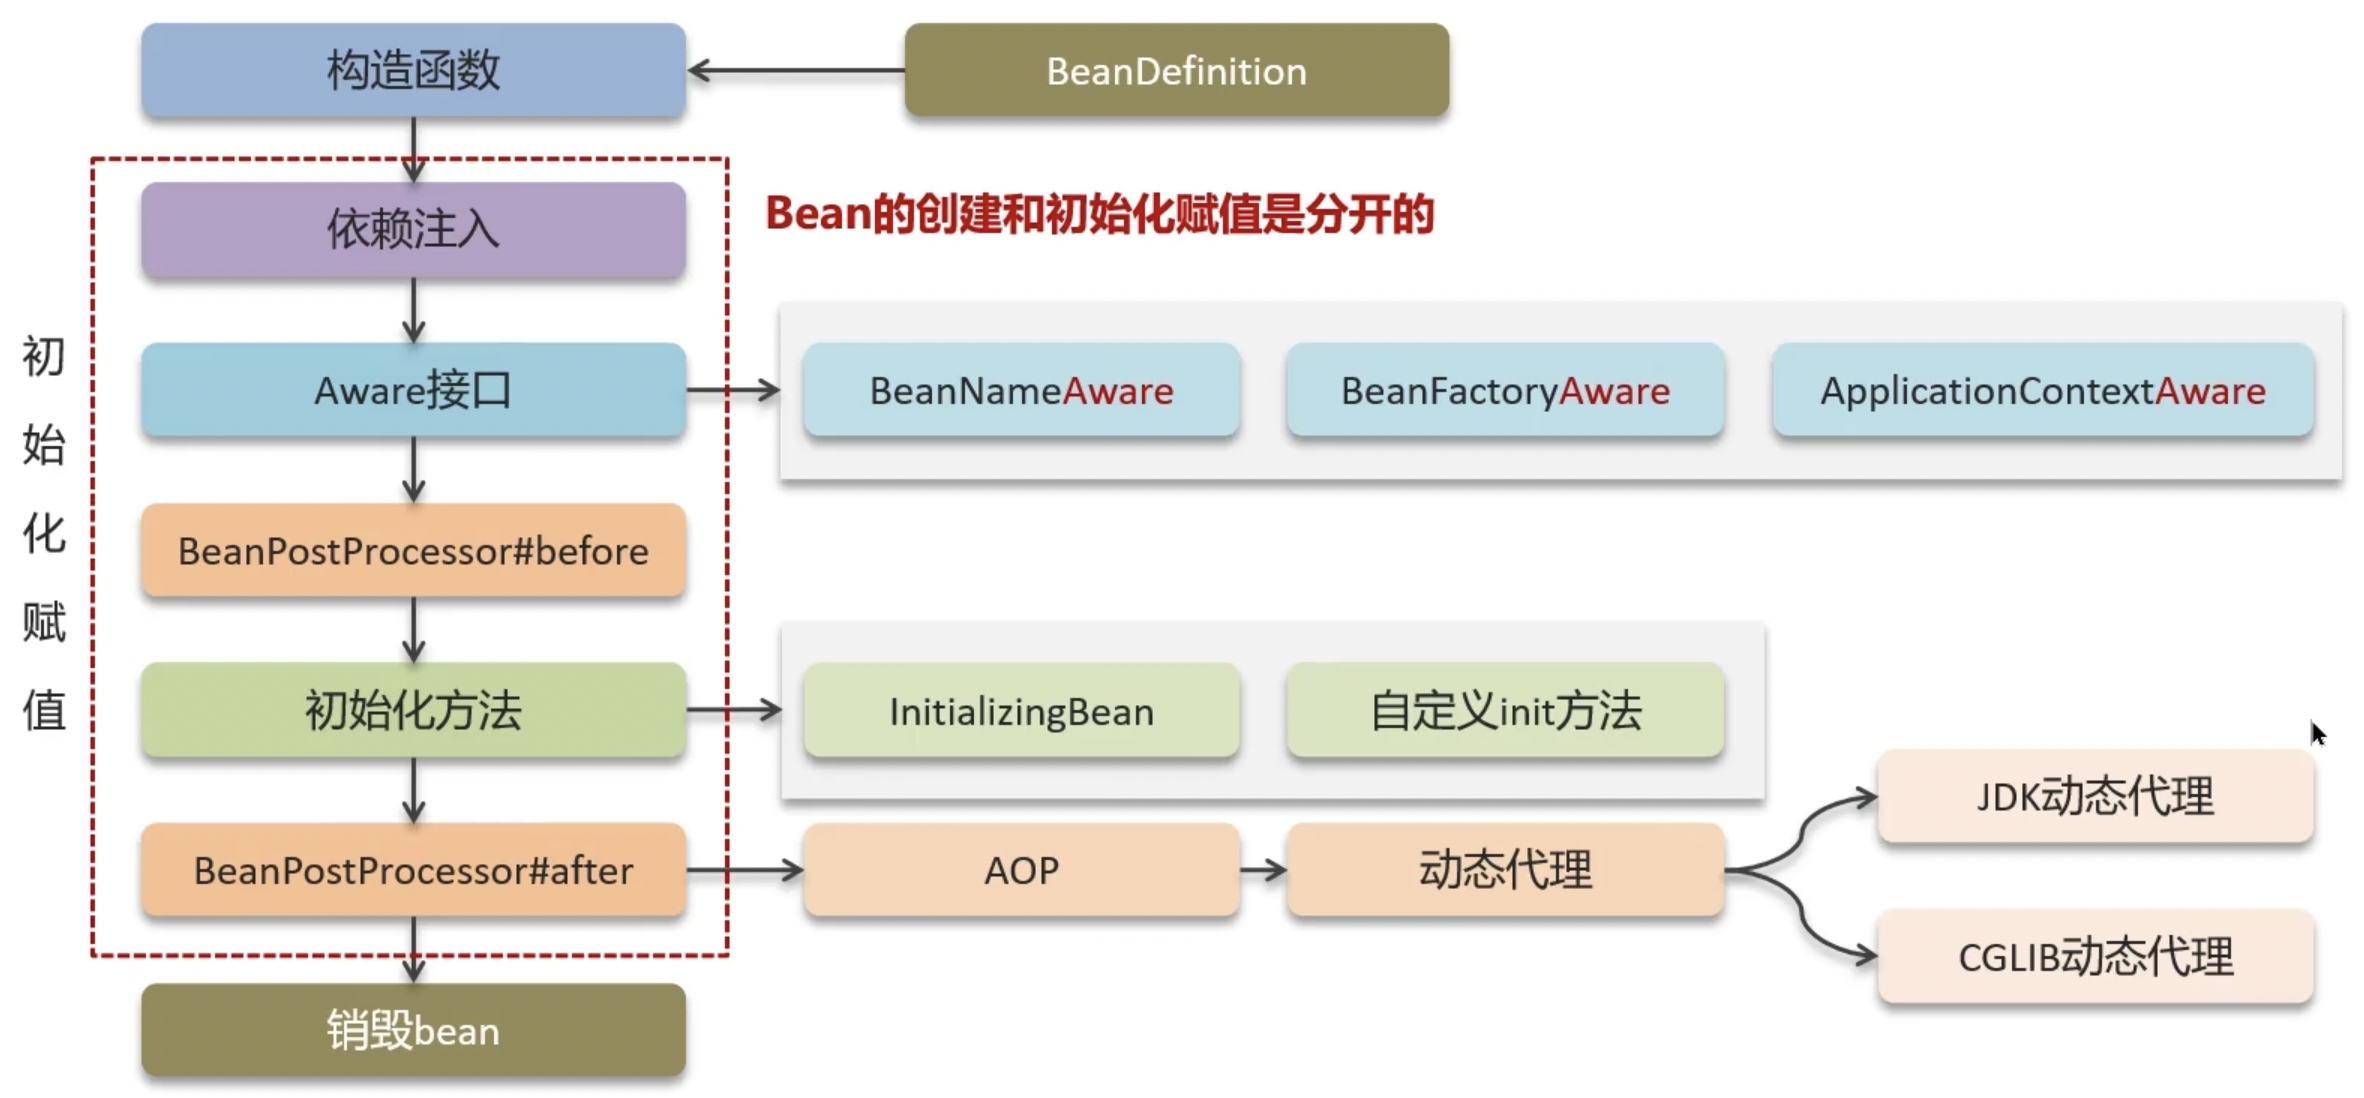 构造函数
BeanDefinition
依赖注入
Bean的创建和初始化赋值是分开的
初始化赋值
Aware接口
BeanNameAware
BeanFactoryAware
ApplicationContextAware
BeanPostProcessor#before
初始化方法
InitializingBean
自定义init方法
BeanPostProcessor#after
AOP
动态代理
JDK动态代理
CGLIB动态代理
销毁bean